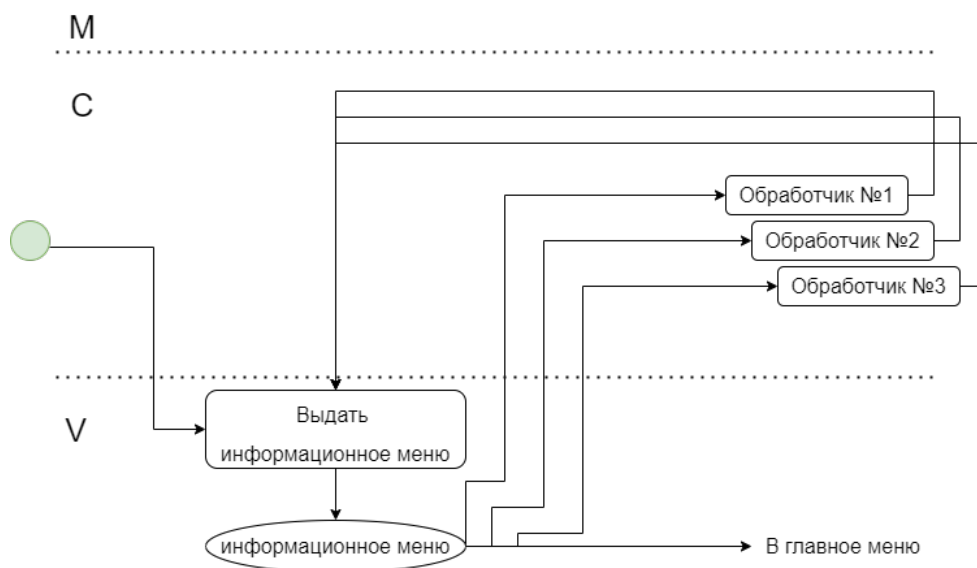 М
С
Обработчик №1
Обработчик №2
Обработчик №3
V
Выдать
информационное меню
информационное меню
В главное меню